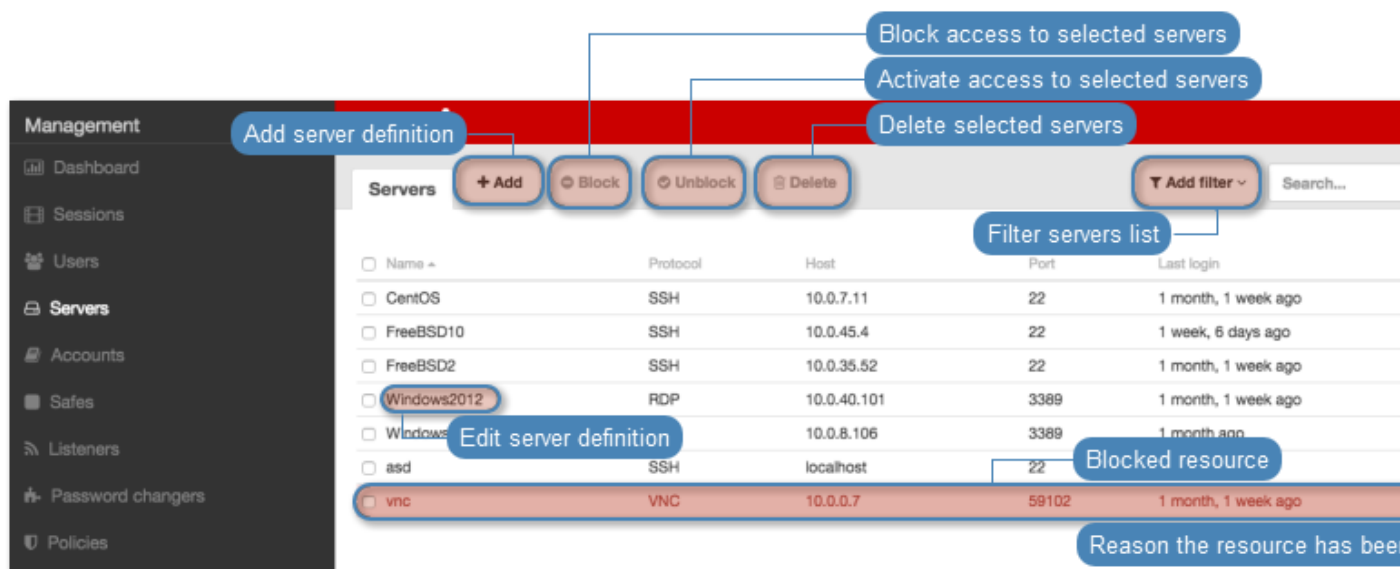 Block access to selected servers
Activate access to selected servers
Management
Add server definition
Delete selected servers
Dashboard
Servers
+ Add
Block
Unblock
Delete
Add filter
Search...
Sessions
Filter servers list
Users
Name
Protocol
Host
Port
Last login
Servers
CentOS
SSH
10.0.7.11
22
1 month, 1 week ago
FreeBSD10
SSH
10.0.45.4
22
1 week, 6 days ago
Accounts
FreeBSD2
SSH
10.0.35.52
22
1 month, 1 week ago
Safes
Windows2012
RDP
10.0.40.101
3389
1 month, 1 week ago
Listeners
Edit server definition
10.0.8.106
3389
1 month ago
asd
SSH
localhost
22
Blocked resource
Password changers
vnc
VNC
10.0.0.7
59102
1 month, 1 week ago
Policies
Reason the resource has been